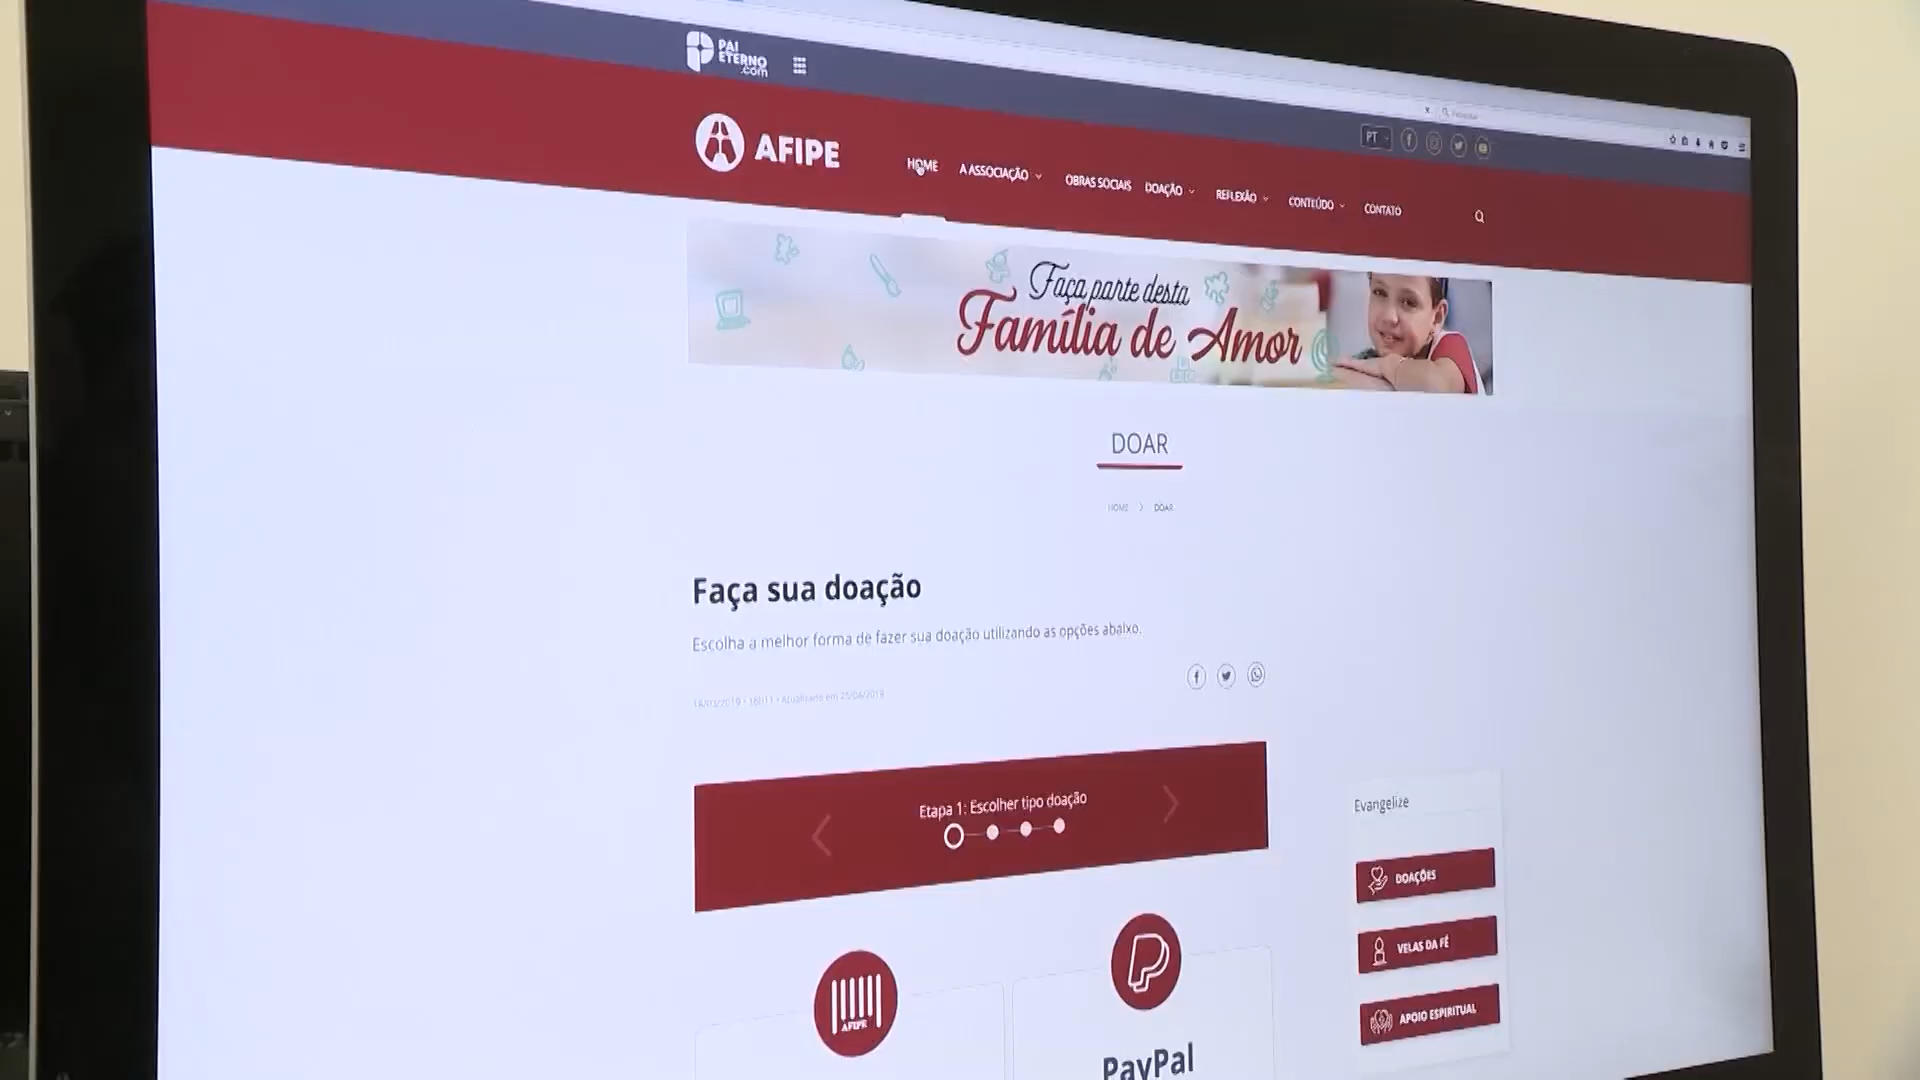 PAI
ETERNO
.com
PT
AFIPE
HOME
A ASSOCIAÇÃO
OBRAS SOCIAIS
DOAÇÃO
REFLEXÃO
CONTEÚDO
CONTATO
Faça parte desta
Família de Amor
DOAR
HOME > DOAR
Faça sua doação
Escolha a melhor forma de fazer sua doação utilizando as opções abaixo.
Atualizado em
Etapa 1: Escolher tipo doação
Evangelize
DOAÇÕES
VELAS DA FÉ
APOIO ESPIRITUAL
AFIPE
PayPal